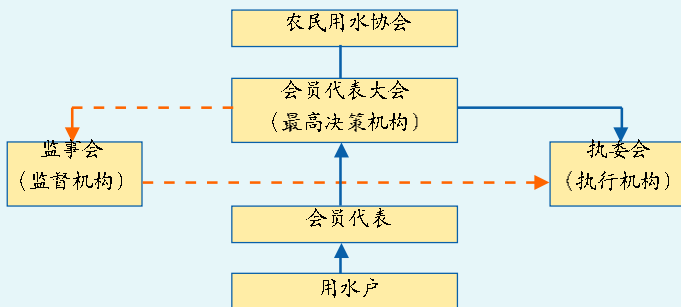 农民用水协会
会员代表大会
（最高决策机构）
监事会
（监督机构）
执委会
（执行机构）
会员代表
用水户